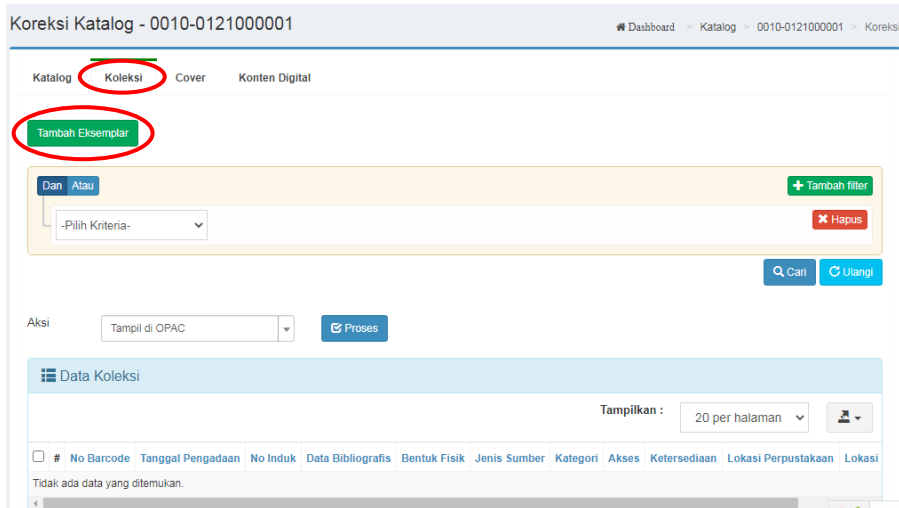 Koreksi Katalog - 0010-0121000001
Dashboard > Katalog > 0010-0121000001 > Koreks
Katalog Koleksi Cover Konten Digital
Tambah Eksemplar
Dan Atau Tambah filter
-Pilih Kriteria- Hapus
Cari Ulangi
Aksi Tampil di OPAC Proses
Data Koleksi
Tampilkan : 20 per halaman
# No Barcode Tanggal Pengadaan No Induk Data Bibliografis Bentuk Fisik Jenis Sumber Kategori Akses Ketersediaan Lokasi Perpustakaan Lokasi
Tidak ada data yang ditemukan.